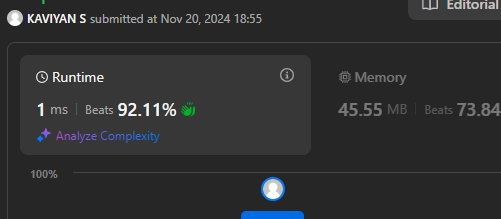 Editorial
KAVIYAN S submitted at Nov 20, 2024 18:55
Runtime
1 ms | Beats 92.11%
Analyze Complexity
Memory
45.55 MB | Beats 73.84
100%